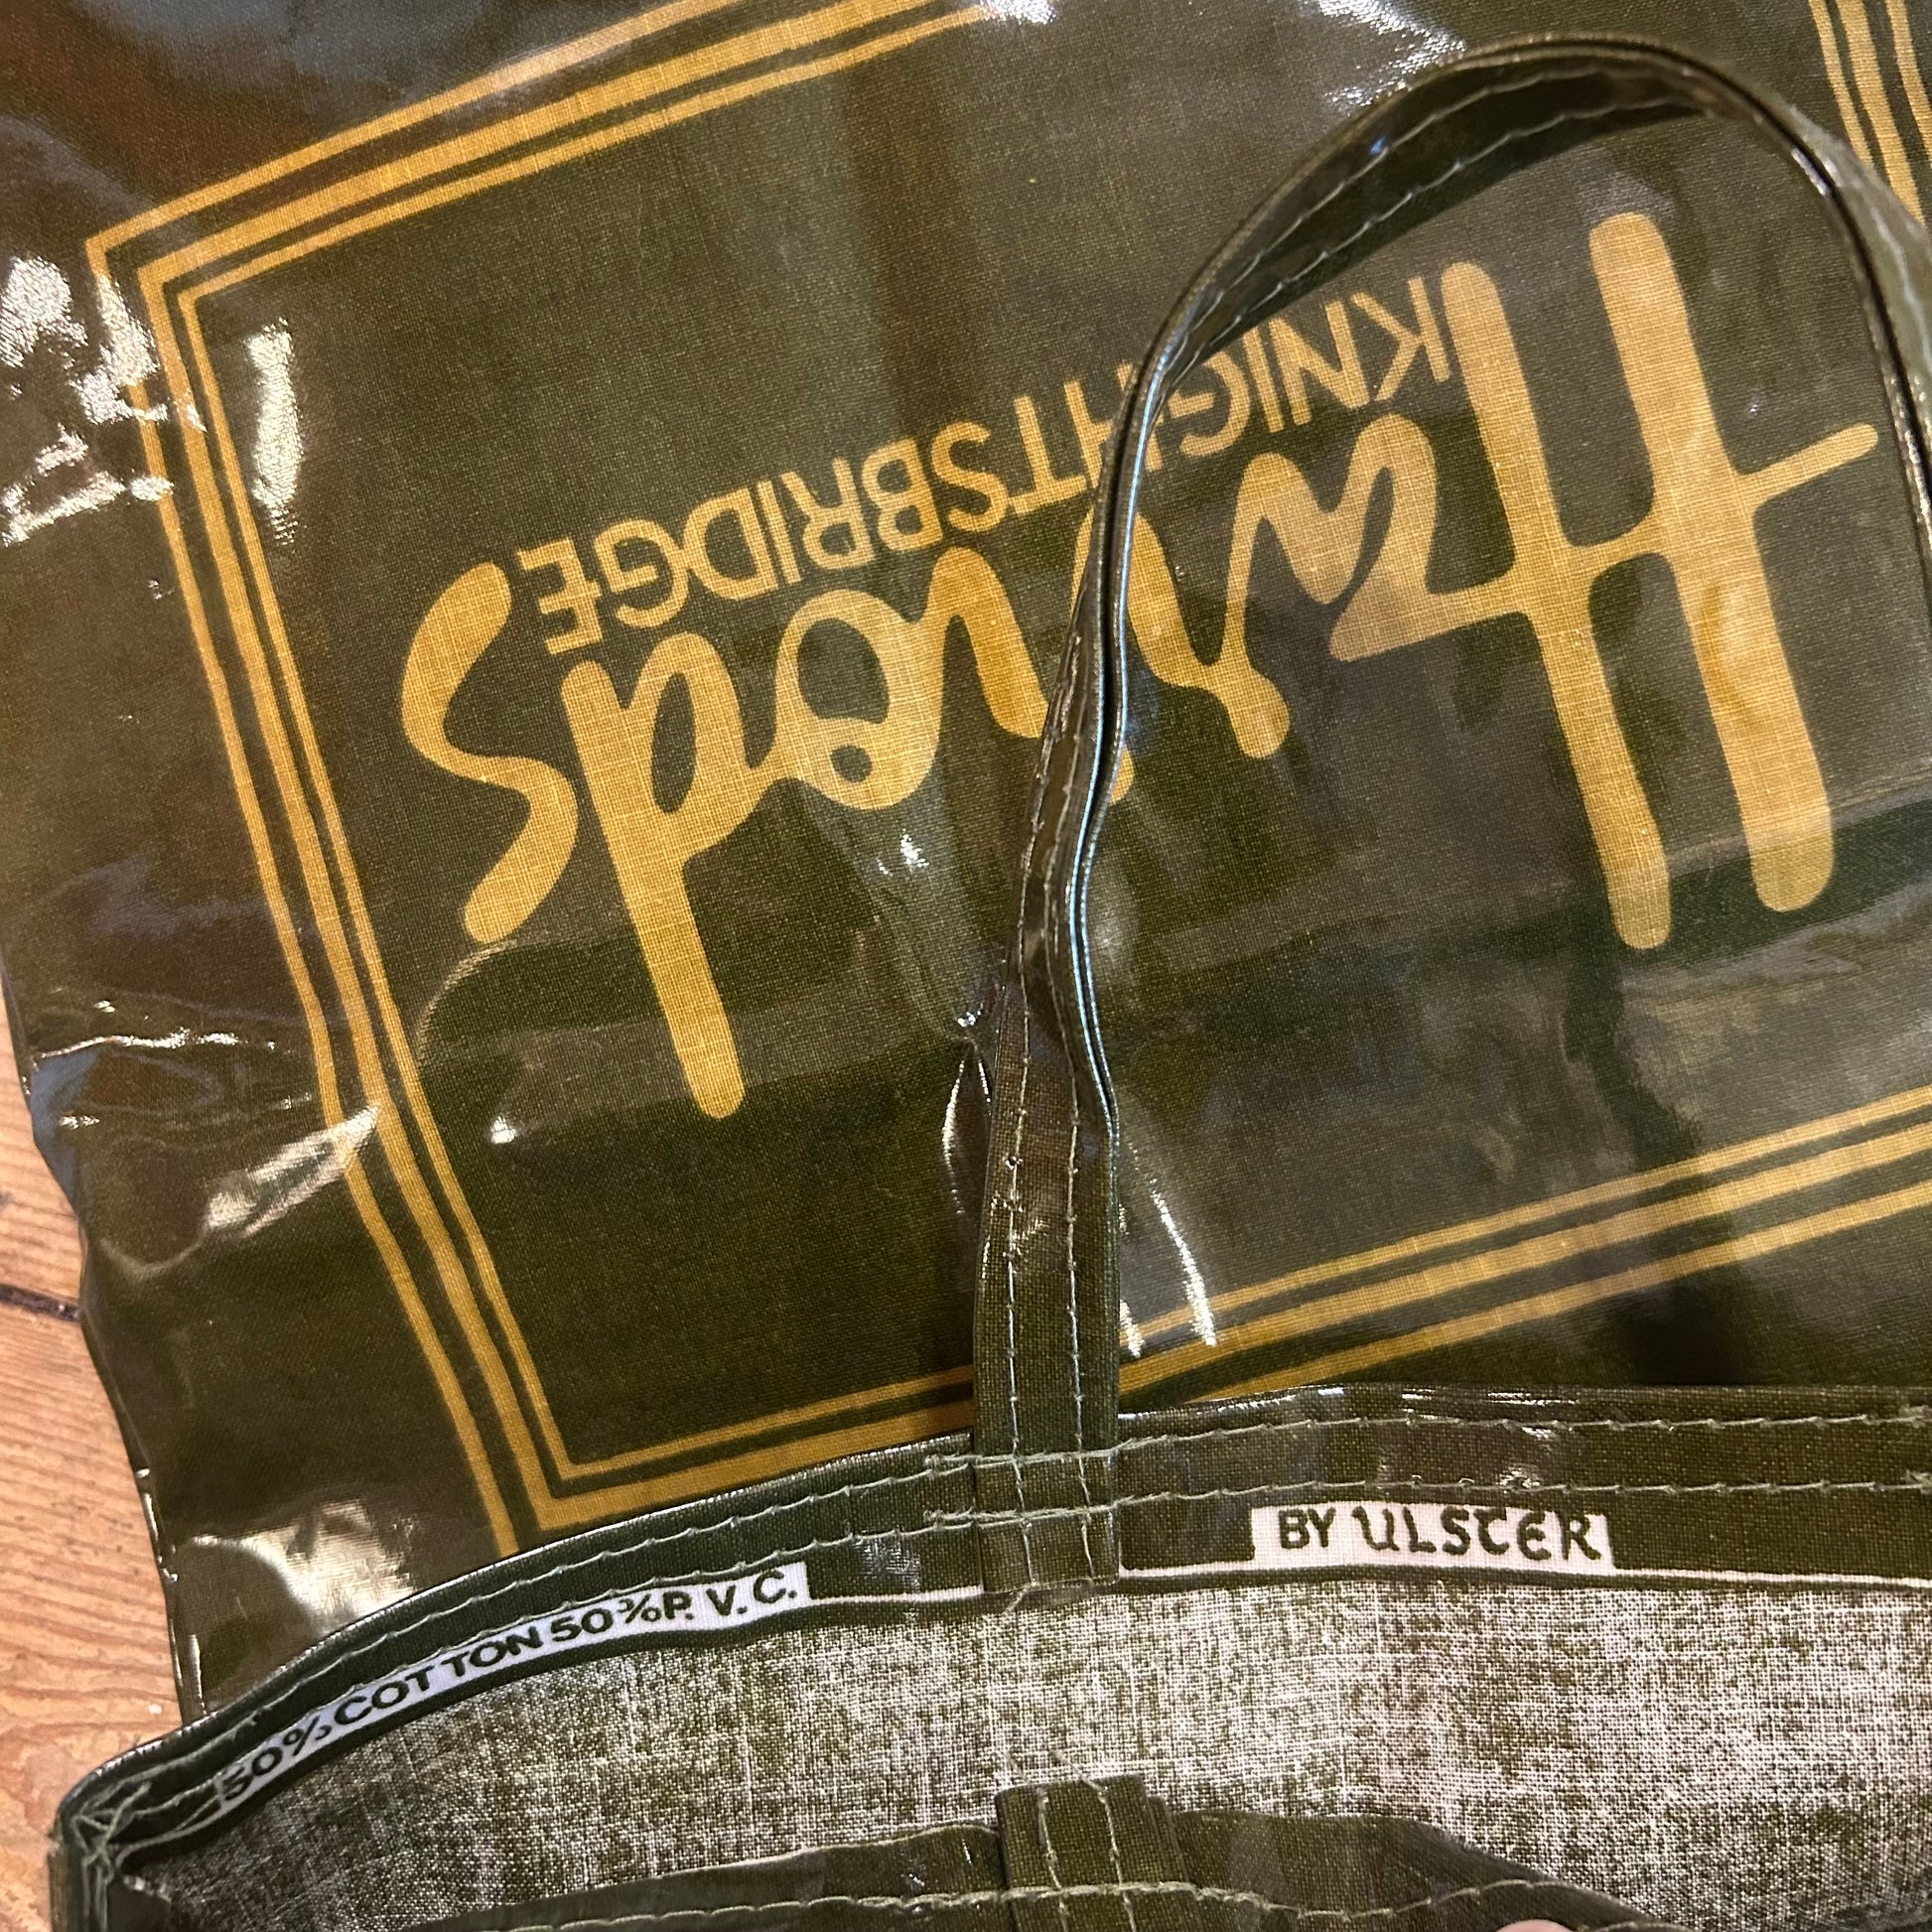 Harrods
KNIGHTSBRIDGE
BY ULSTER
50% COTTON 50% P.V.C.